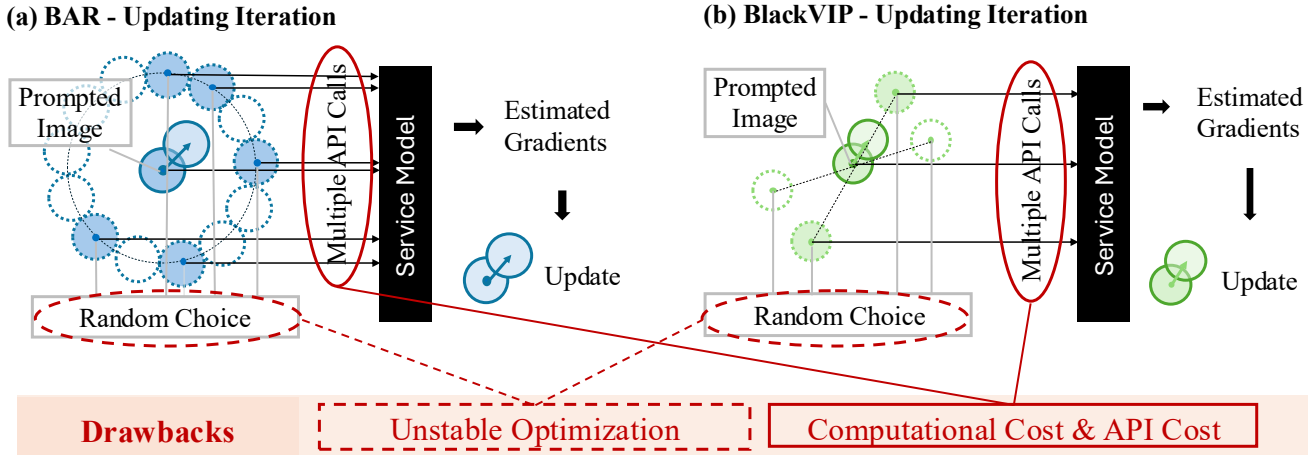 (a) BAR - Updating Iteration
Prompted
Image
Multiple API Calls
Service Model
Estimated
Gradients
Update
Random Choice
(b) BlackVIP - Updating Iteration
Prompted
Image
Multiple API Calls
Service Model
Estimated
Gradients
Update
Random Choice
Drawbacks
Unstable Optimization
Computational Cost & API Cost